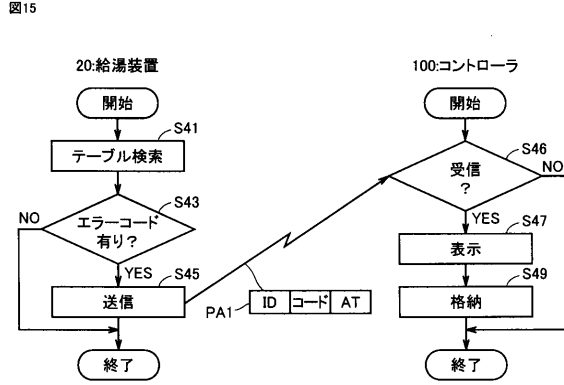 図15
20:給湯装置
開始
S41
テーブル検索
S43
エラーコード
有り?
NO
YES
S45
送信
終了
PA1
ID コード AT
100:コントローラ
開始
S46
受信
?
NO
YES
S47
表示
S49
格納
終了